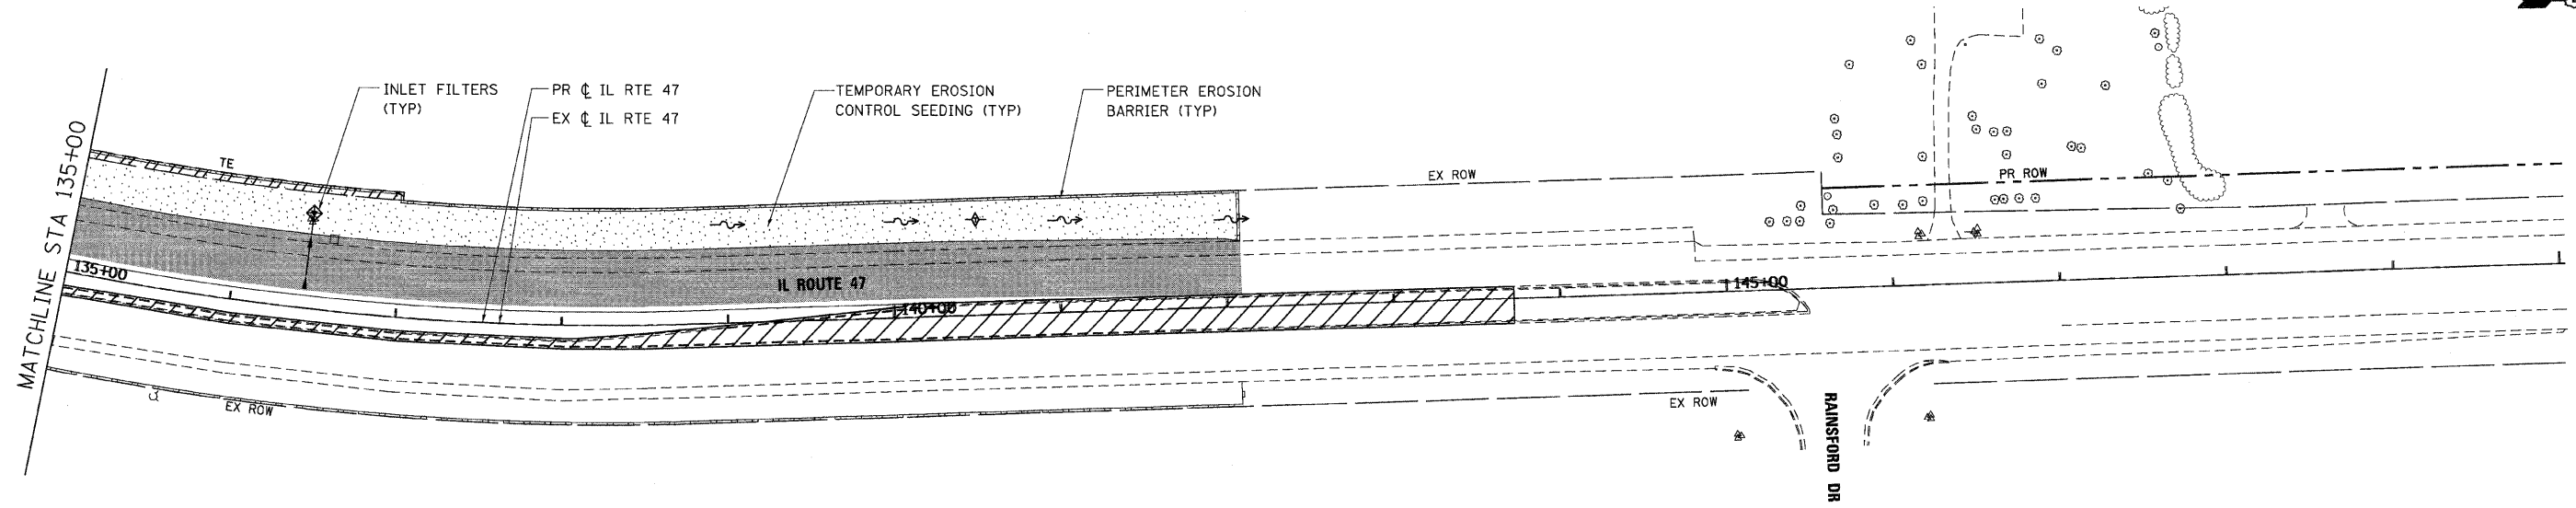 INLET FILTERS
(TYP)
PR ℄ IL RTE 47
EX ℄ IL RTE 47
TEMPORARY EROSION
CONTROL SEEDING (TYP)
PERIMETER EROSION
BARRIER (TYP)
MATCHLINE STA 135+00
TE
EX ROW
PR ROW
135+00
IL ROUTE 47
140+00
145+00
EX ROW
EX ROW
RAINSFORD DR